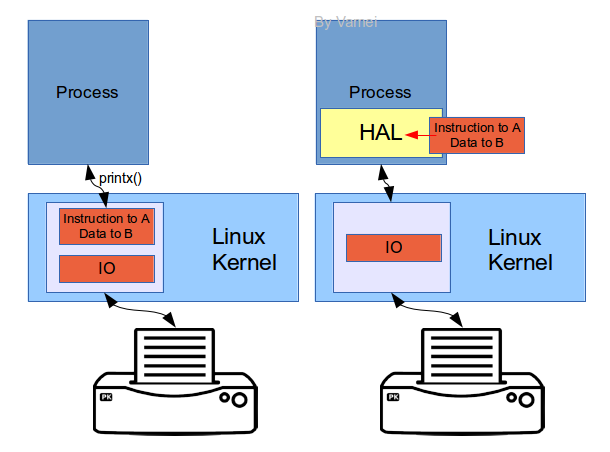 By Vamei
Process
Process
HAL
Instruction to A
Data to B
printx()
Instruction to A
Data to B
IO
Linux
Kernel
IO
Linux
Kernel
PK
PK